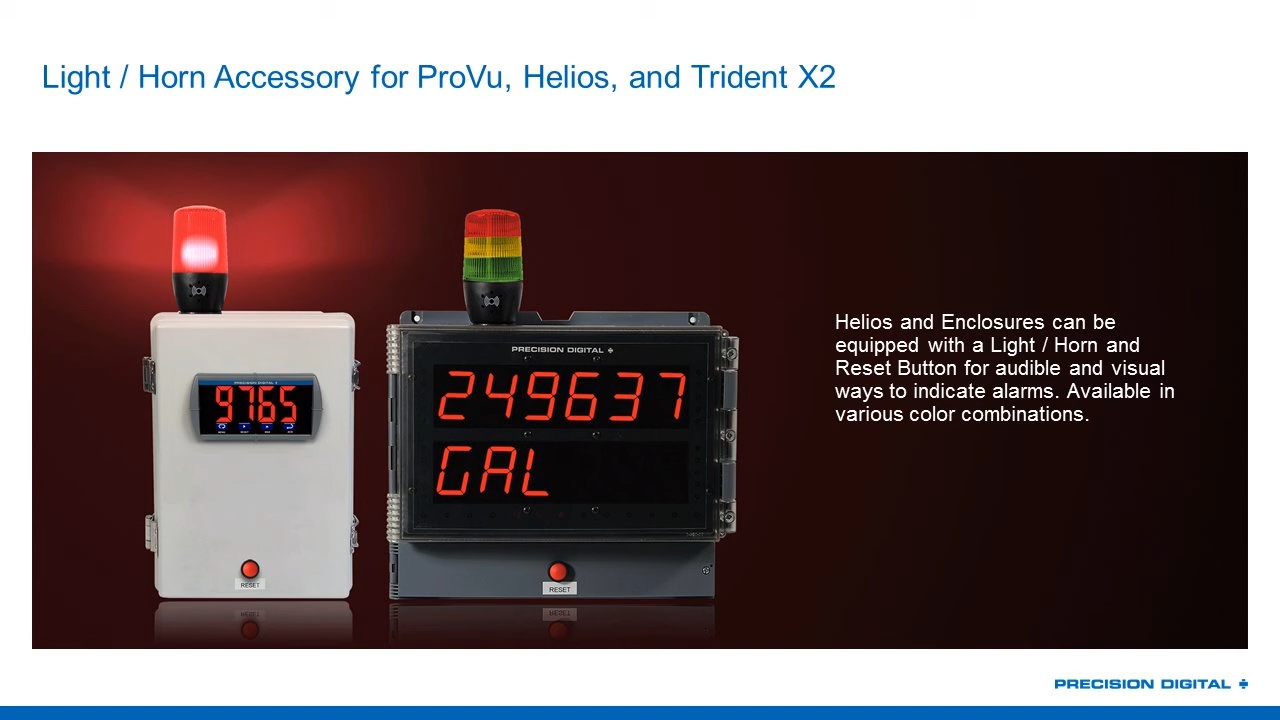 Light / Horn Accessory for ProVu, Helios, and Trident X2
PRECISION DIGITAL
9765
RESET
PRECISION DIGITAL
249637
GAL
RESET
Helios and Enclosures can be
equipped with a Light / Horn and
Reset Button for audible and visual
ways to indicate alarms. Available in
various color combinations.
PRECISION DIGITAL